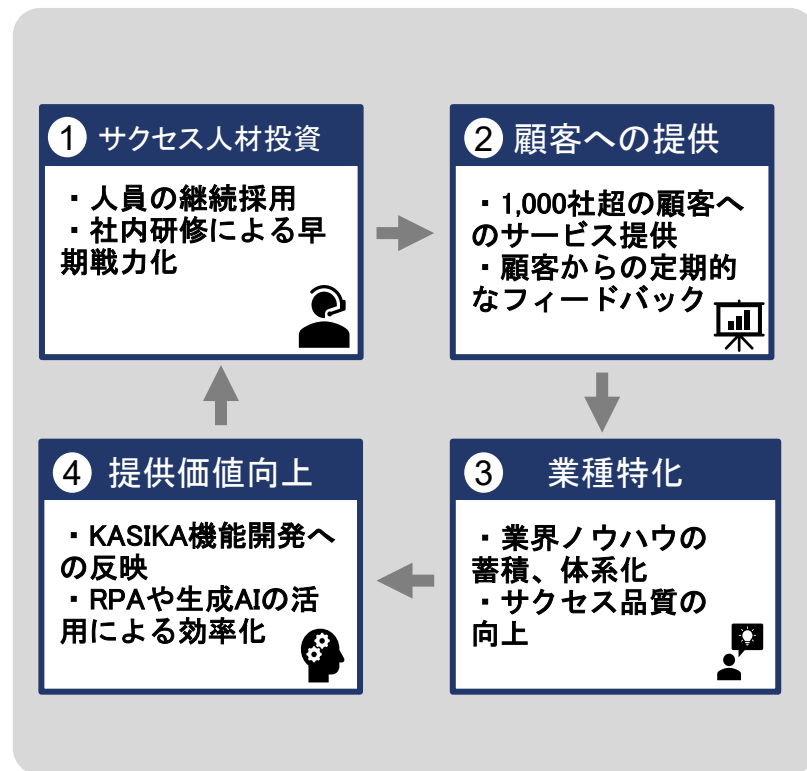 ① サクセス人材投資
・人員の継続採用
・社内研修による早
期戦力化
② 顧客への提供
・1,000社超の顧客へ
のサービス提供
・顧客からの定期的
なフィードバック
③ 業種特化
・業界ノウハウの
蓄積、体系化
・サクセス品質の
向上
④ 提供価値向上
・KASIKA機能開発へ
の反映
・RPAや生成AIの活
用による効率化